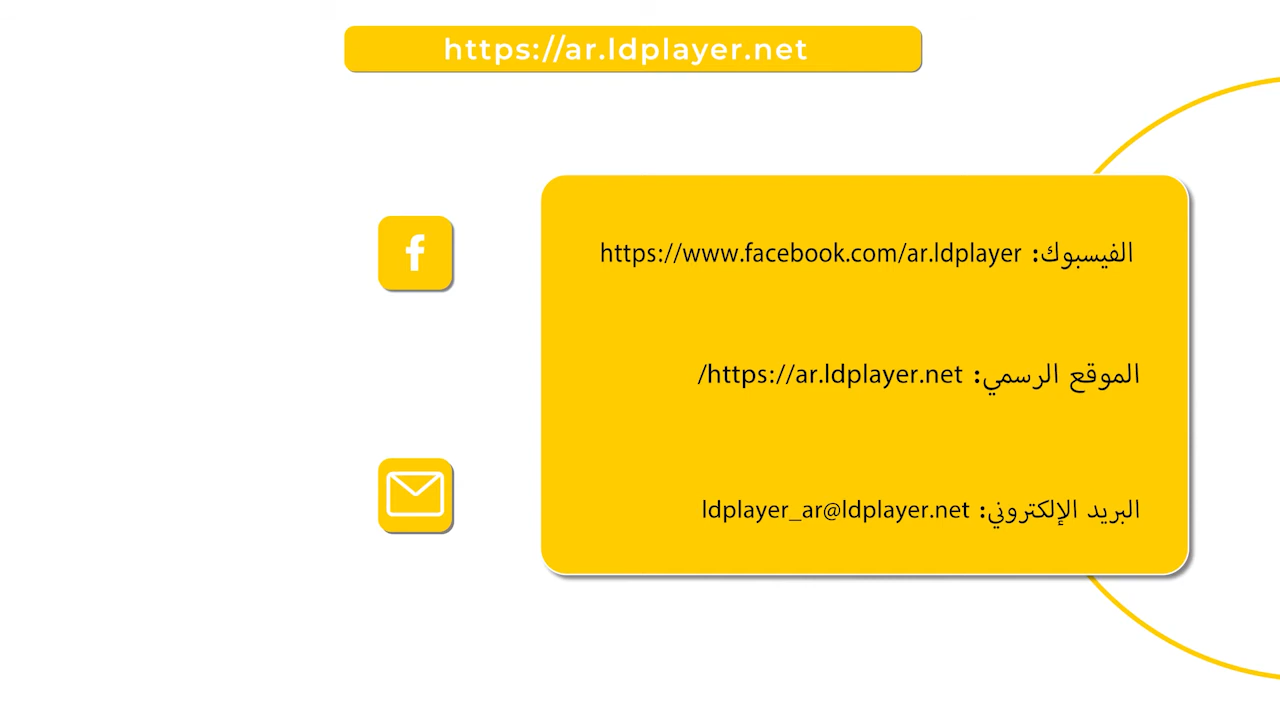 https://ar.ldplayer.net
الفيسبوك: https://www.facebook.com/ar.ldplayer
الموقع الرسمي: https://ar.ldplayer.net/
البريد الإلكتروني: ldplayer_ar@ldplayer.net